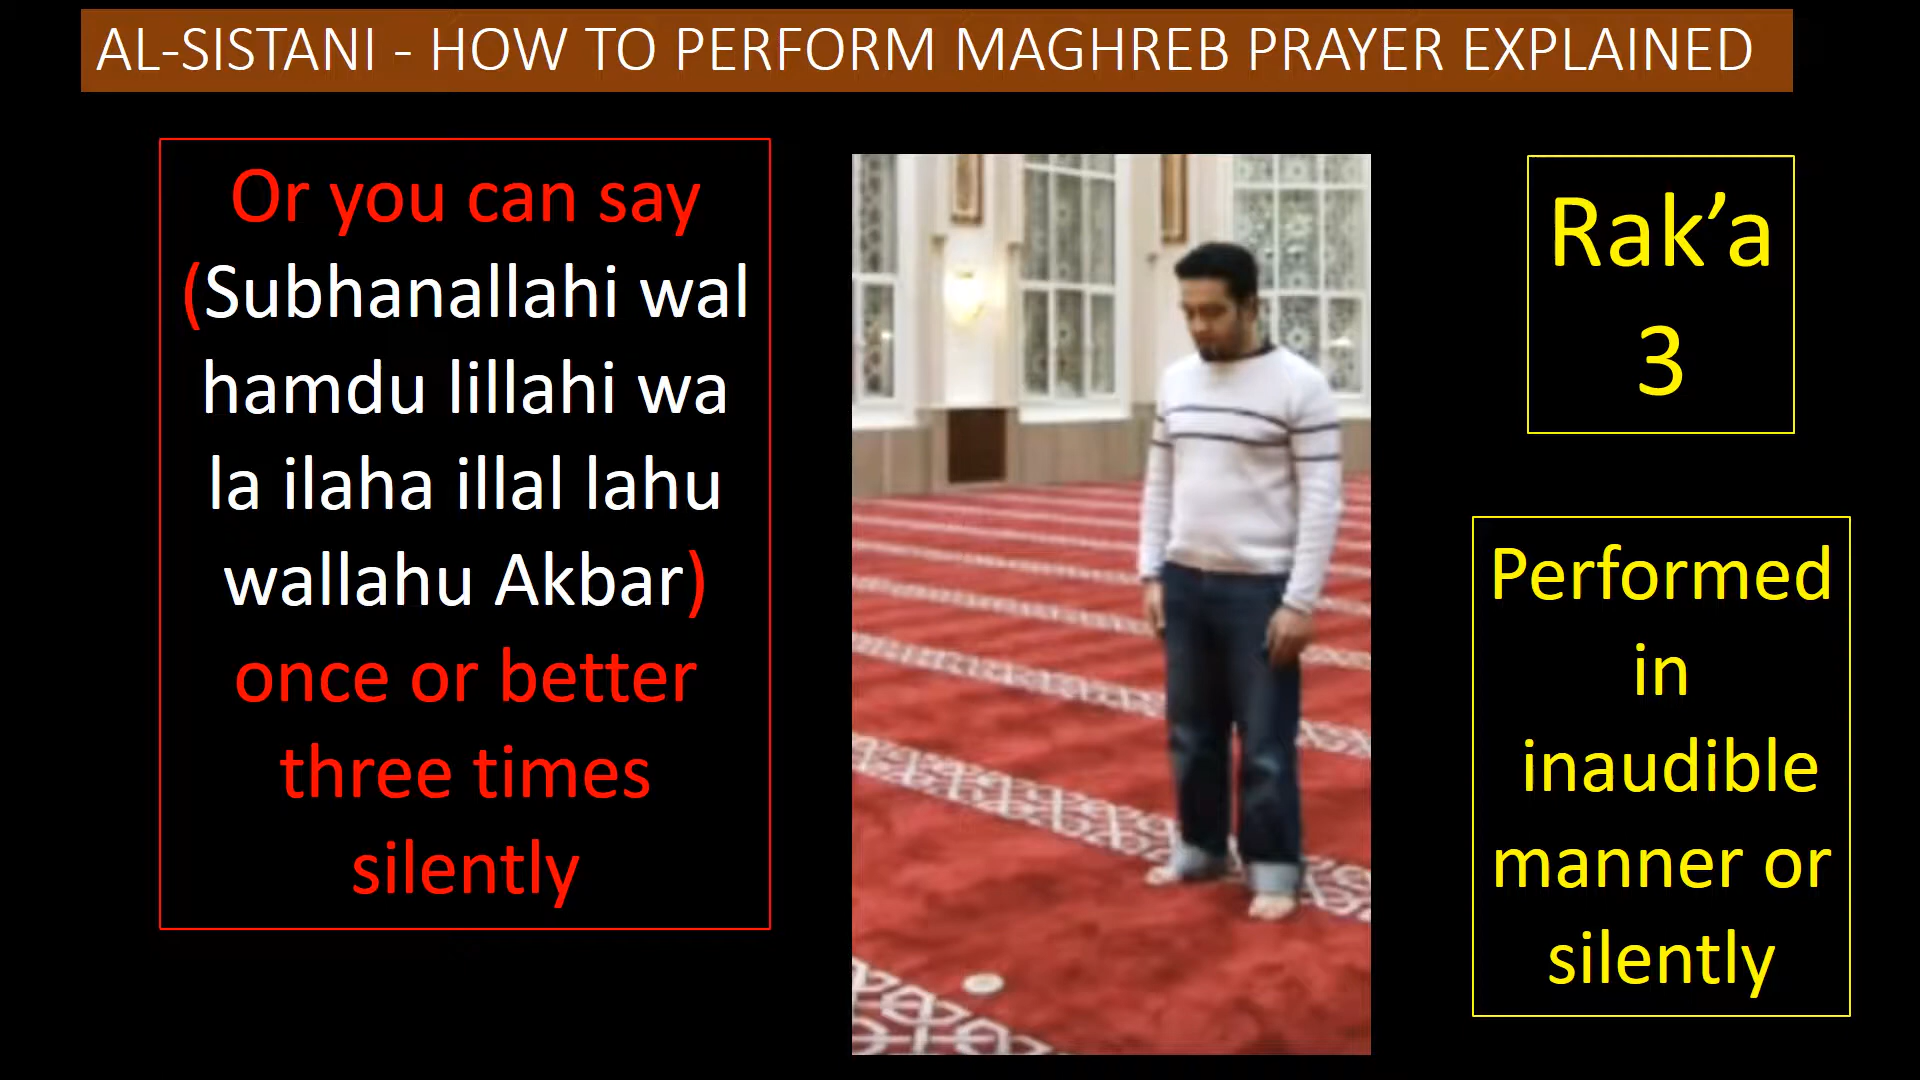 AL-SISTANI - HOW TO PERFORM MAGHREB PRAYER EXPLAINED
Or you can say
(Subhanallahi wal
hamdu lillahi wa
la ilaha illal lahu
wallahu Akbar)
once or better
three times
silently
Rak’a
3
Performed
in
inaudible
manner or
silently